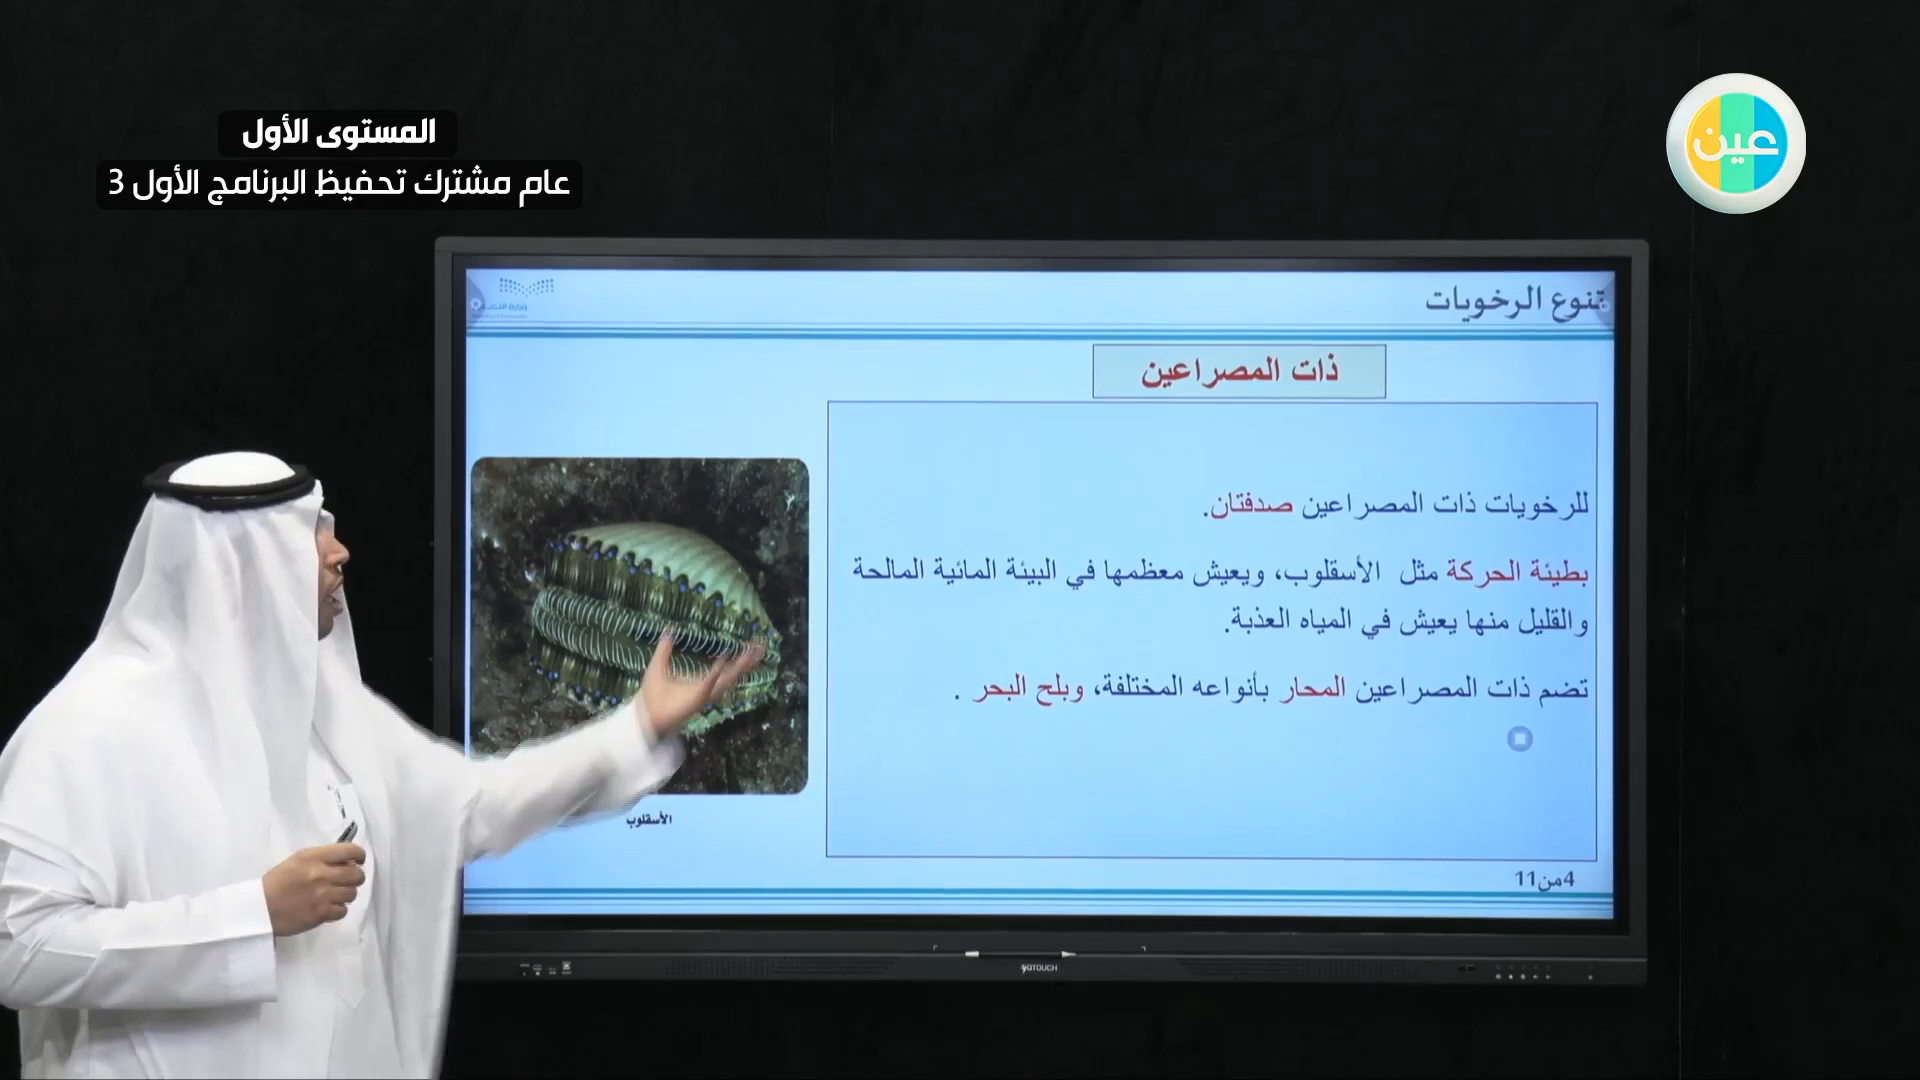 المستوى الأول
عام مشترك تحفيظ البرنامج الأول 3
عين
تنوع الرخويات
ذات المصراعين
للرخويات ذات المصراعين صدفتان.
بطيئة الحركة مثل الأسقلوب، ويعيش معظمها في البيئة المائية المالحة
والقليل منها يعيش في المياه العذبة.
تضم ذات المصراعين المحار بأنواعه المختلفة، وبلح البحر .
الأسقلوب
4من11